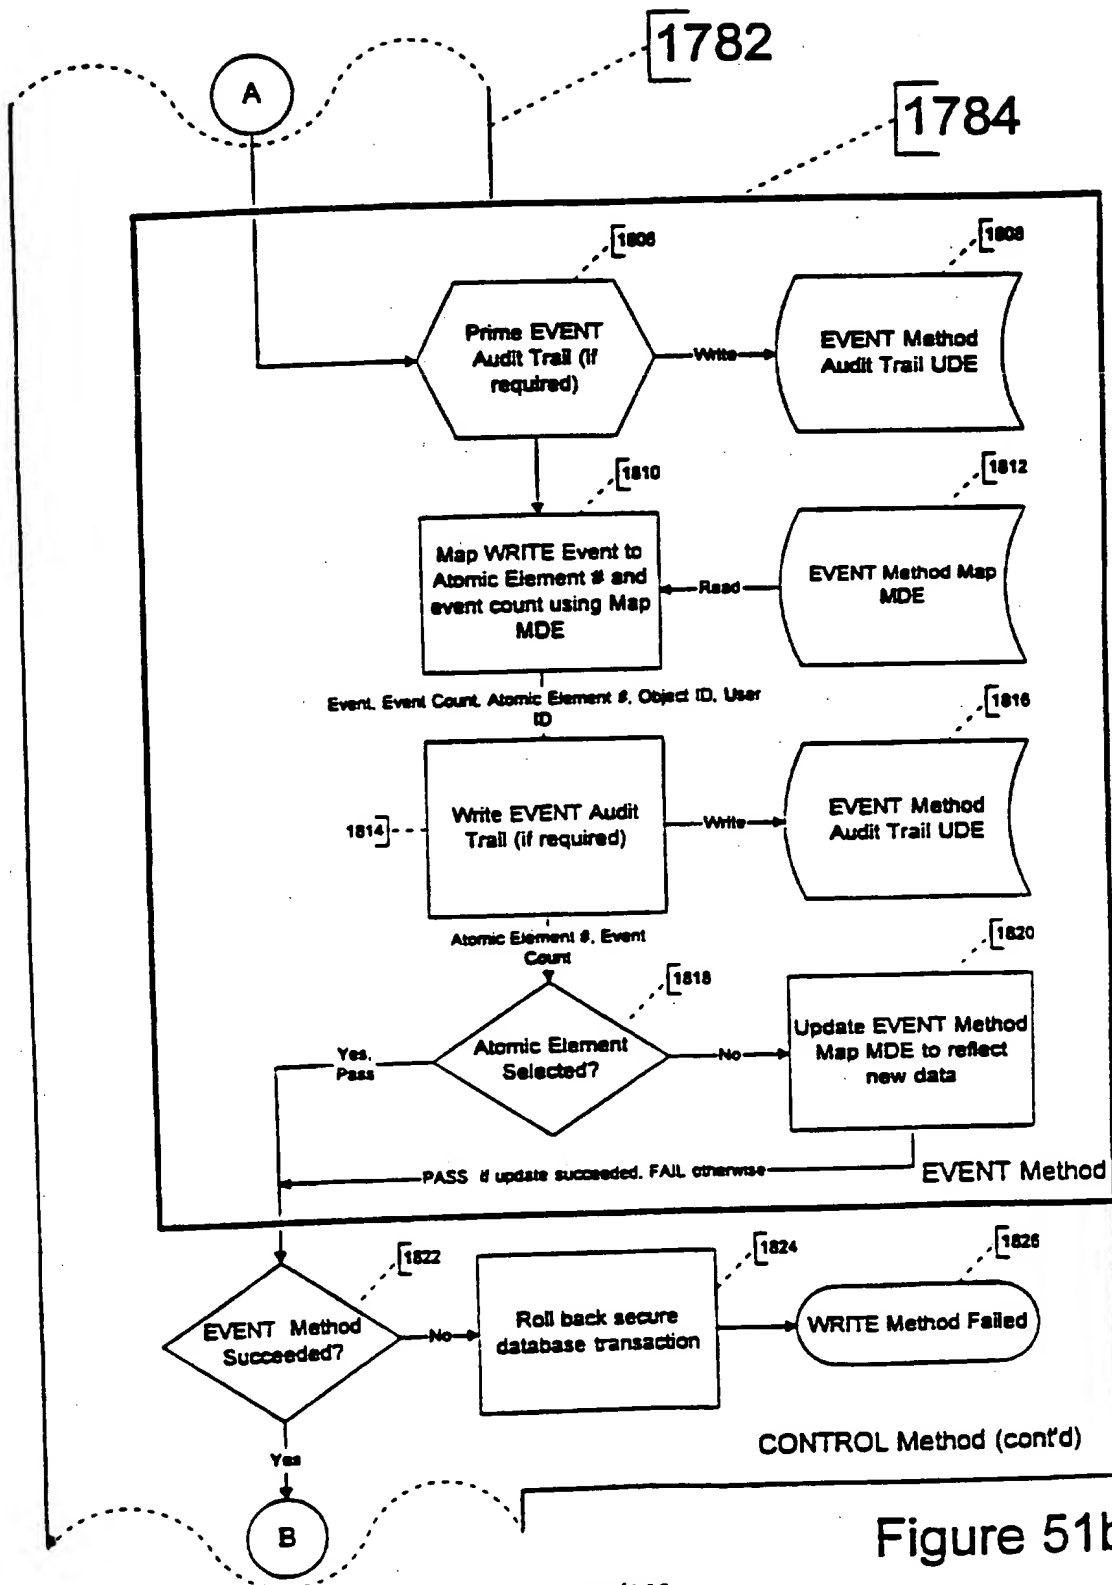 1782
A
1784
1806
1808
Prime EVENT
Audit Trail (if
required)
Write
EVENT Method
Audit Trail UDE
1810
1812
Map WRITE Event to
Atomic Element # and
event count using Map
MDE
Read
EVENT Method Map
MDE
Event, Event Count, Atomic Element #, Object ID, User
ID
1816
1814
Write EVENT Audit
Trail (if required)
Write
EVENT Method
Audit Trail UDE
Atomic Element #, Event
Count
1818
1820
Yes,
Pass
Atomic Element
Selected?
No
Update EVENT Method
Map MDE to reflect
new data
PASS if update succeeded, FAIL otherwise
EVENT Method
1822
1824
1826
EVENT Method
Succeeded?
No
Roll back secure
database transaction
WRITE Method Failed
CONTROL Method (cont'd)
Yes
B
Figure 51b